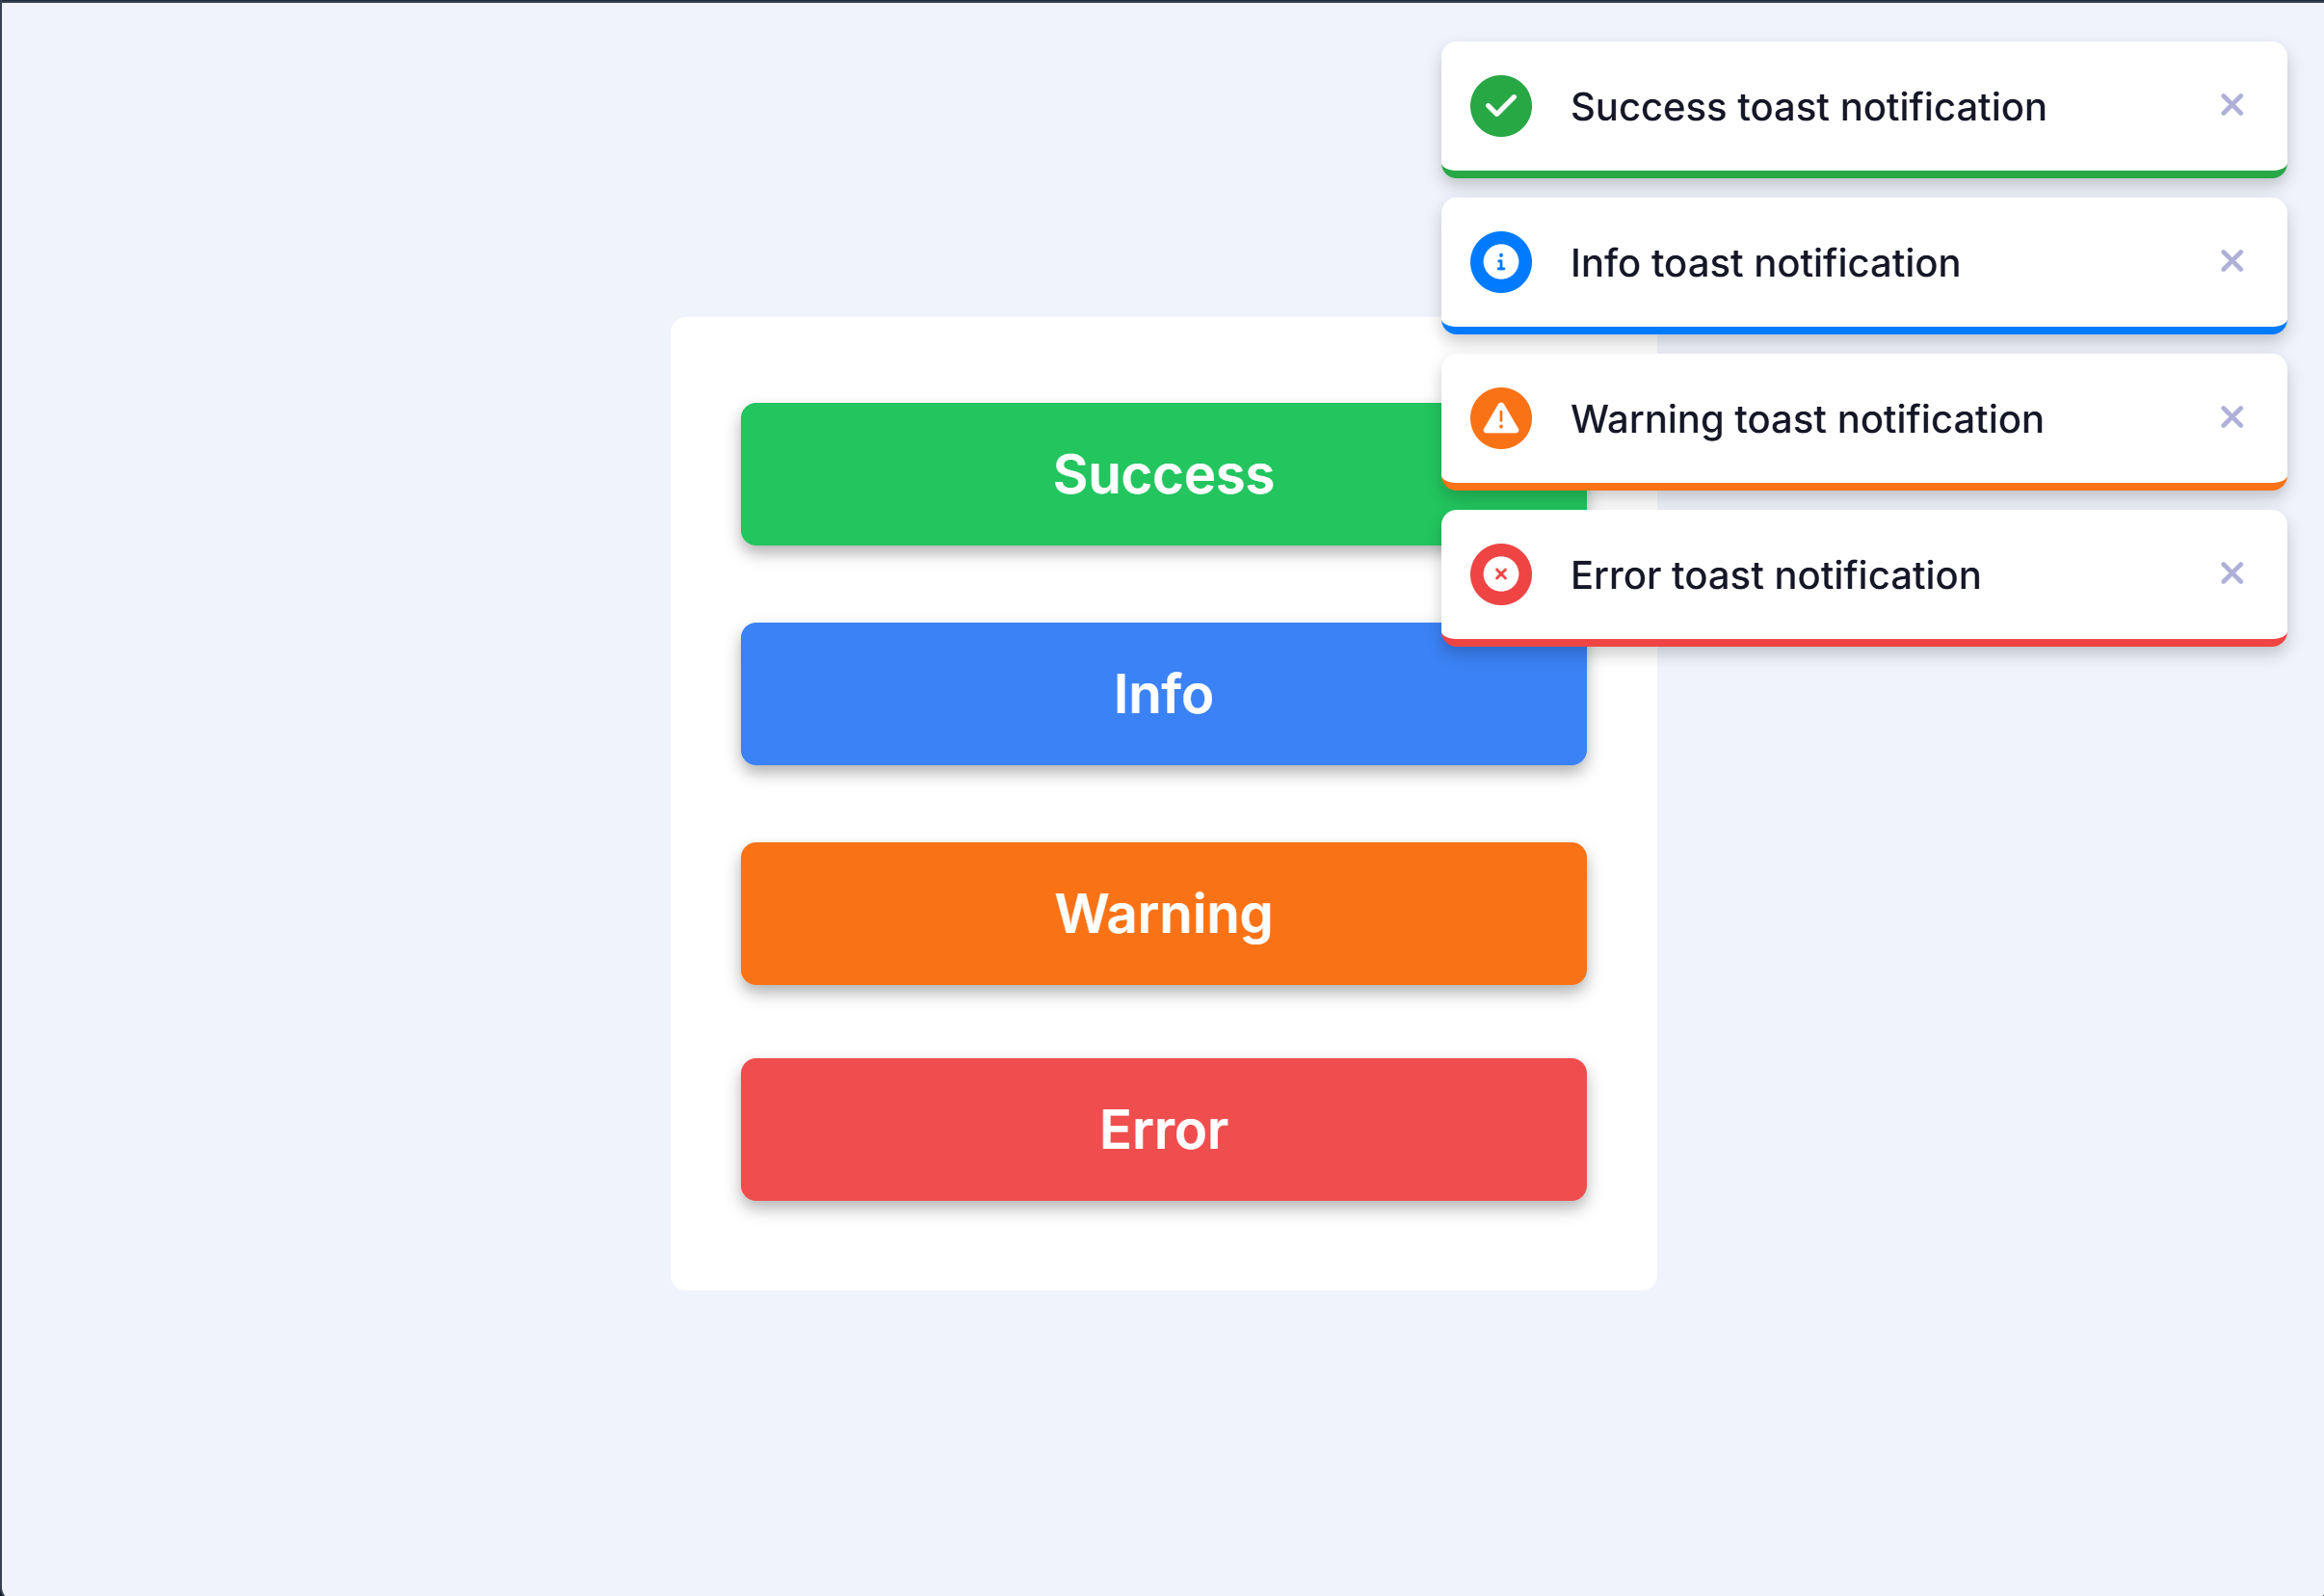 Success toast notification
Info toast notification
Warning toast notification
Error toast notification
Success
Info
Warning
Error